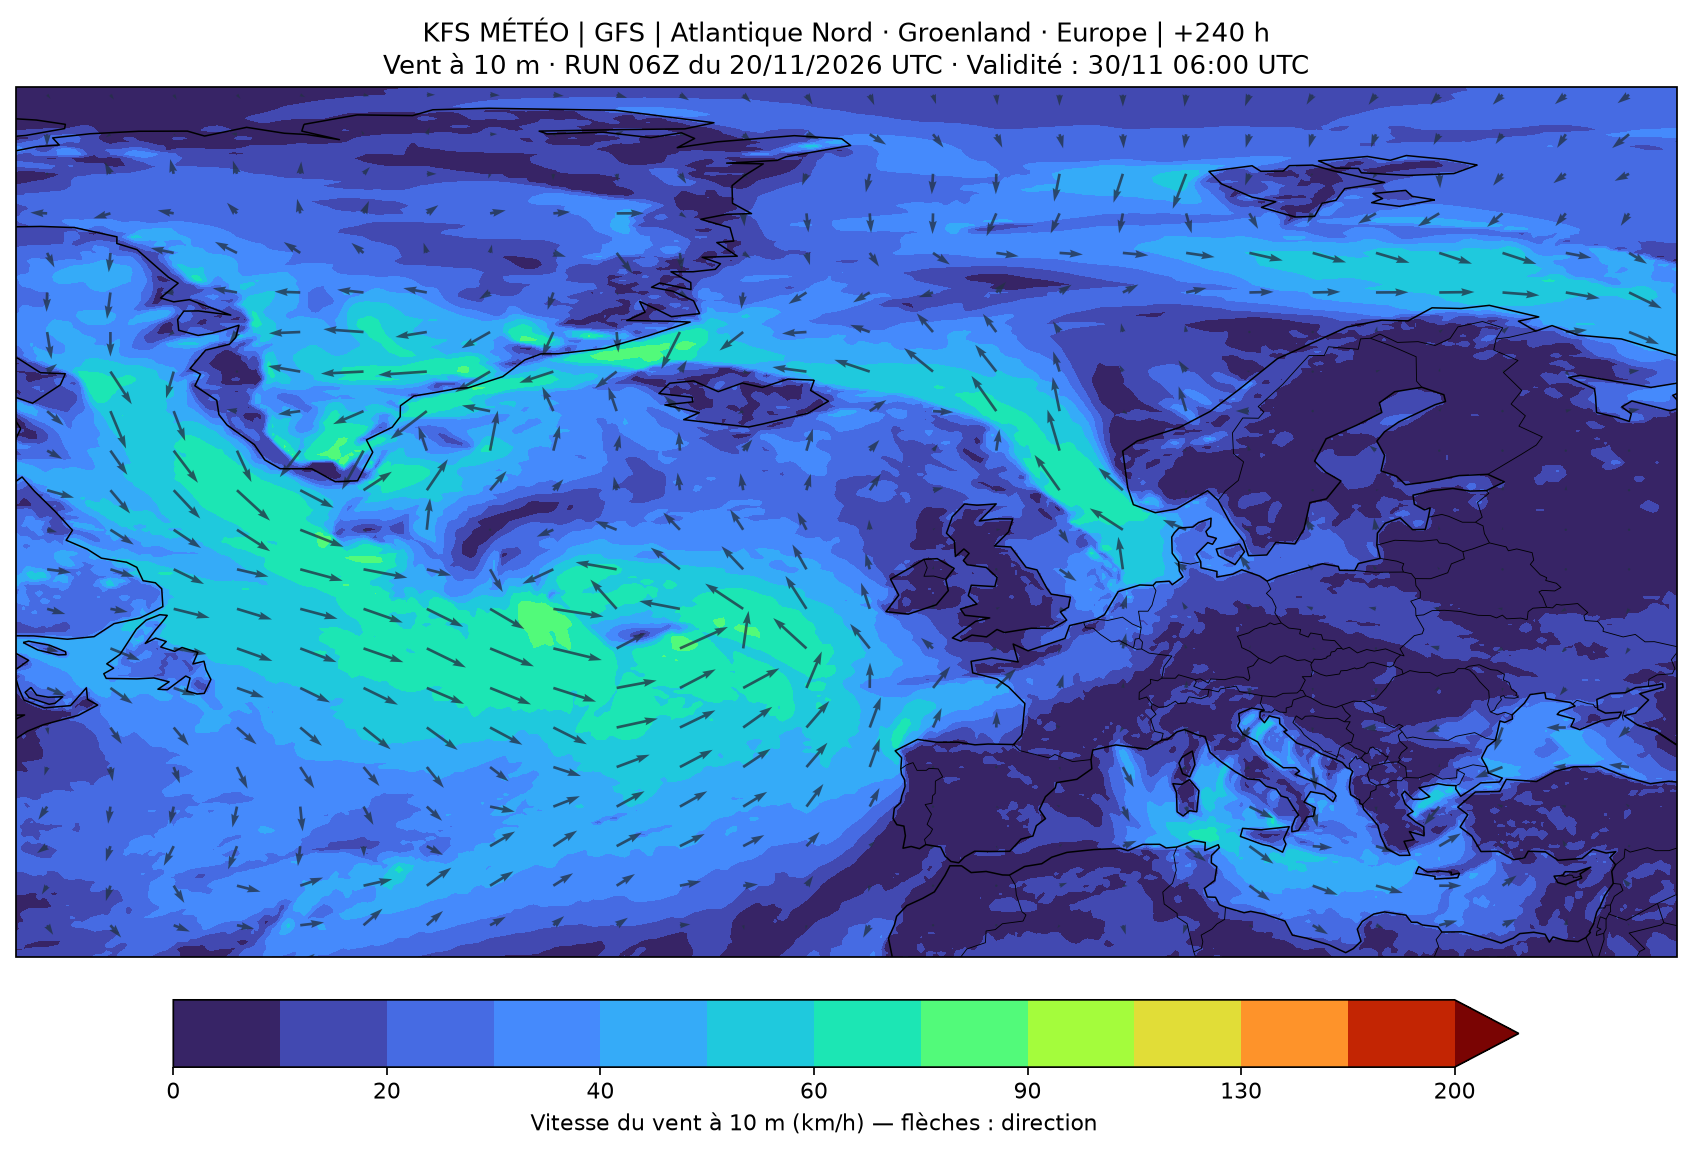 KFS MÉTÉO | GFS | Atlantique Nord · Groenland · Europe | +240 h
Vent à 10 m · RUN 06Z du 20/11/2026 UTC · Validité : 30/11 06:00 UTC
0 20 40 60 90 130 200
Vitesse du vent à 10 m (km/h) — flèches : direction